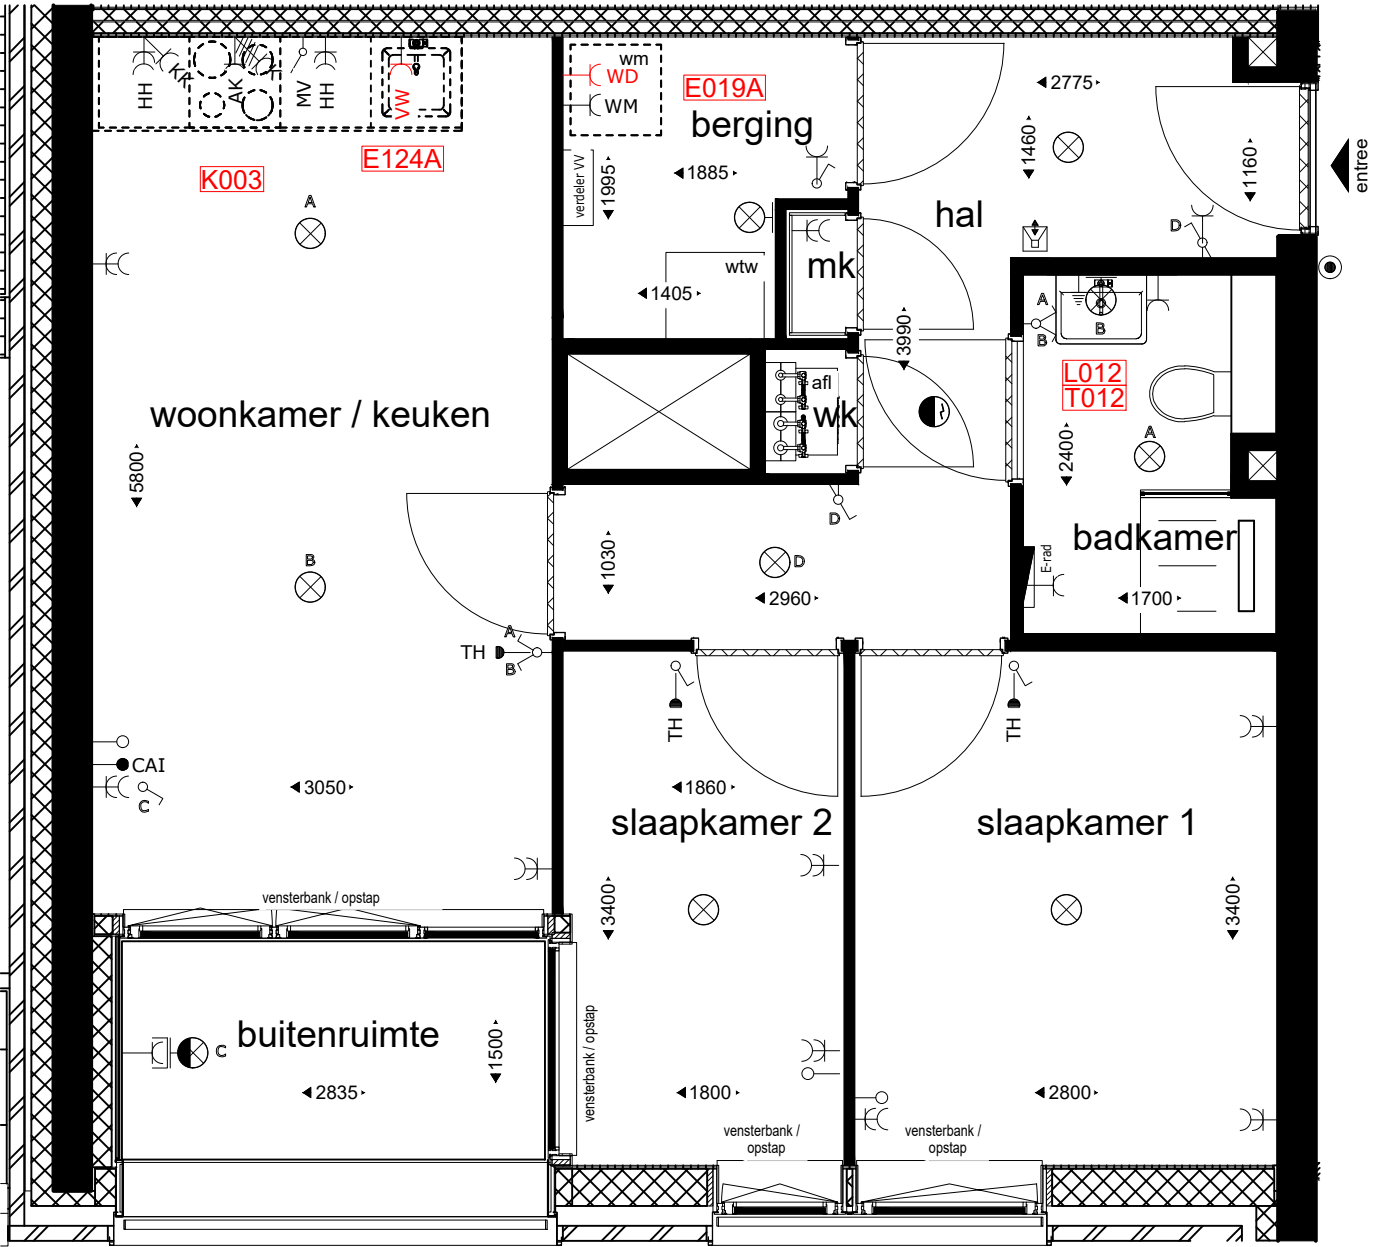 HH
KK
AK
MV
HH
VW
wm
WD
WM
E019A
berging
2775
1460
1160
entree
K003
E124A
A
verdeler VV
1995
1885
hal
D
wtw
mk
1405
3990
A
B
B
L012
T012
afl
wk
woonkamer / keuken
5800
2400
A
D
badkamer
E-rad
B
1030
D
2960
1700
A
TH
B
TH
TH
CAI
C
3050
1860
slaapkamer 2
slaapkamer 1
vensterbank / opstap
3400
3400
buitenruimte
C
1500
vensterbank / opstap
2835
1800
2800
vensterbank /
opstap
vensterbank /
opstap